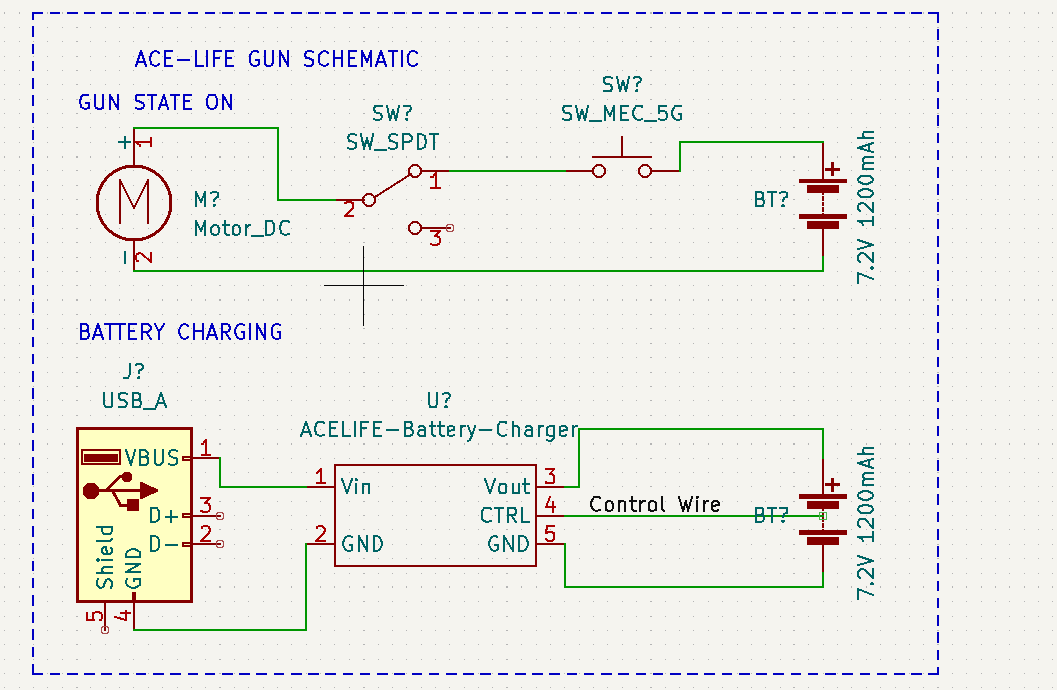 ACE-LIFE GUN SCHEMATIC
GUN STATE ON
SW?
SW_MEC_5G
SW?
SW_SPDT
+
1
1
2
3
M
M?
Motor_DC
-
2
BT?
+
7.2V 1200mAh
BATTERY CHARGING
J?
USB_A
VBUS
1
D+
3
D-
2
Shield
GND
5
4
U?
ACELIFE-Battery-Charger
1
Vin
2
GND
Vout
3
CTRL
4
GND
5
Control Wire
BT?
+
7.2V 1200mAh